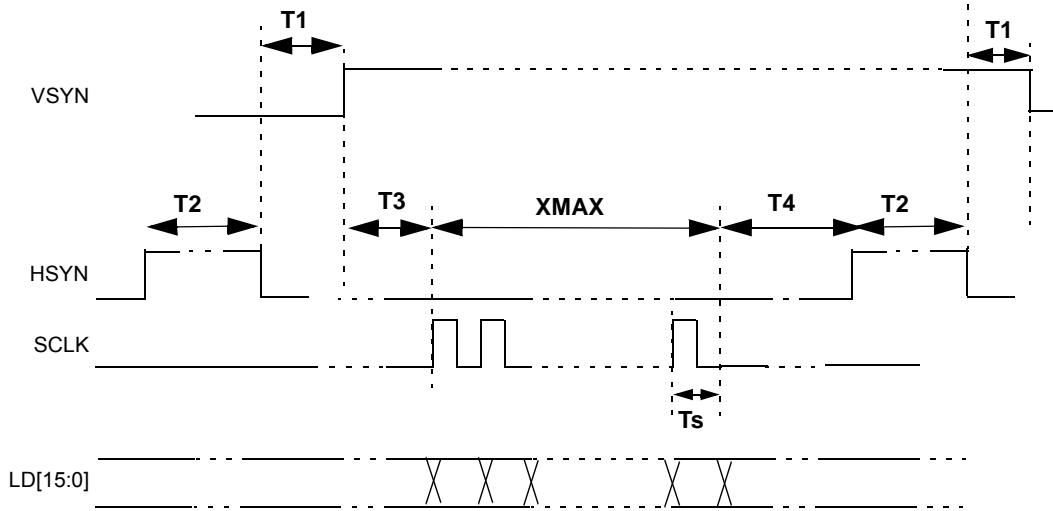 T1
T1
VSYN
T2
T3
XMAX
T4
T2
HSYN
SCLK
Ts
LD[15:0]